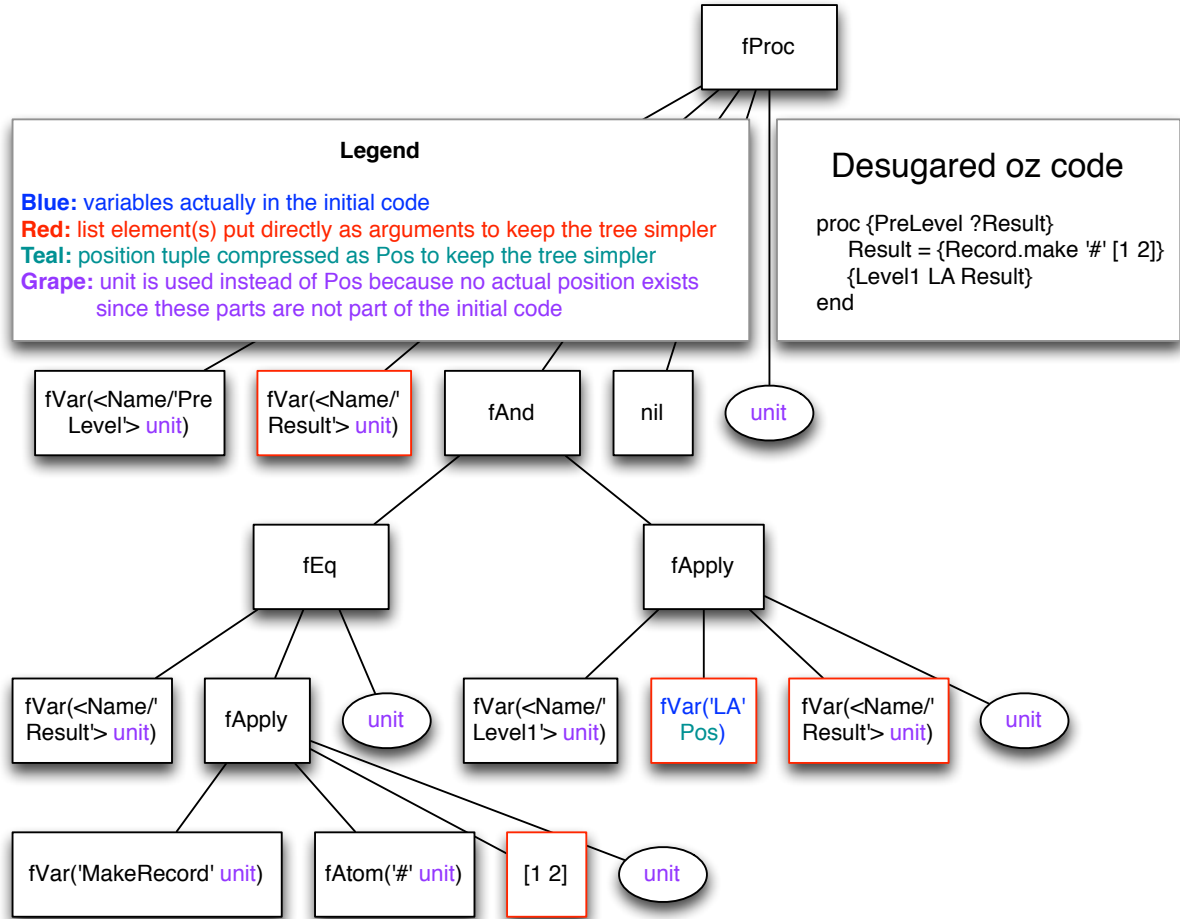 fProc
Legend
Blue: variables actually in the initial code
Red: list element(s) put directly as arguments to keep the tree simpler
Teal: position tuple compressed as Pos to keep the tree simpler
Grape: unit is used instead of Pos because no actual position exists
since these parts are not part of the initial code
Desugared oz code
proc {PreLevel ?Result}
Result = {Record.make '#' [1 2]}
{Level1 LA Result}
end
fVar(<Name/'Pre
Level'> unit)
fVar(<Name/'
Result'> unit)
fAnd
nil
unit
fEq
fApply
fVar(<Name/'
Result'> unit)
fApply
unit
fVar(<Name/'
Level1'> unit)
fVar('LA'
Pos)
fVar(<Name/'
Result'> unit)
unit
fVar('MakeRecord' unit)
fAtom('#' unit)
[1 2]
unit